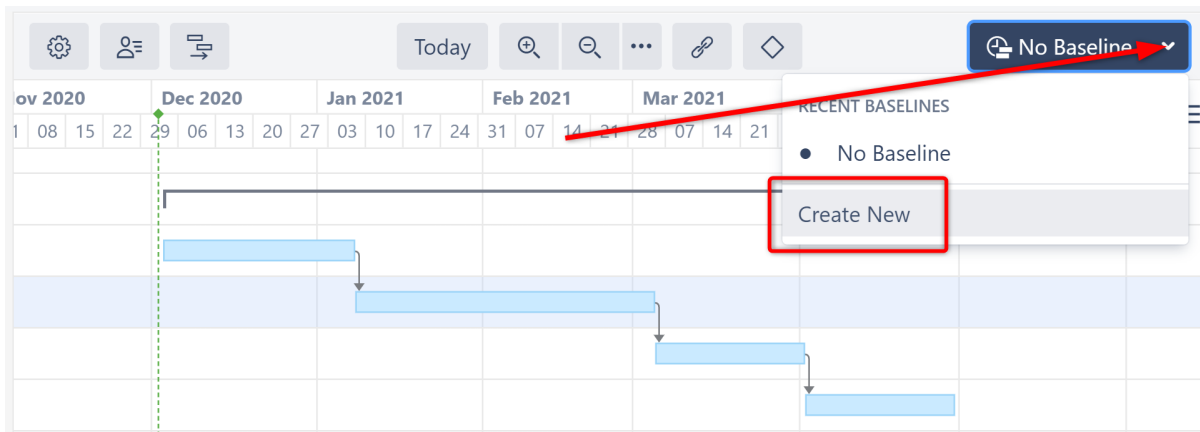 Today
No Baseline
ov 2020 Dec 2020 Jan 2021 Feb 2021 Mar 2021
1 08 15 22 29 06 13 20 27 03 10 17 24 31 07 14 21 28 07 14 21
RECENT BASELINES
No Baseline
Create New